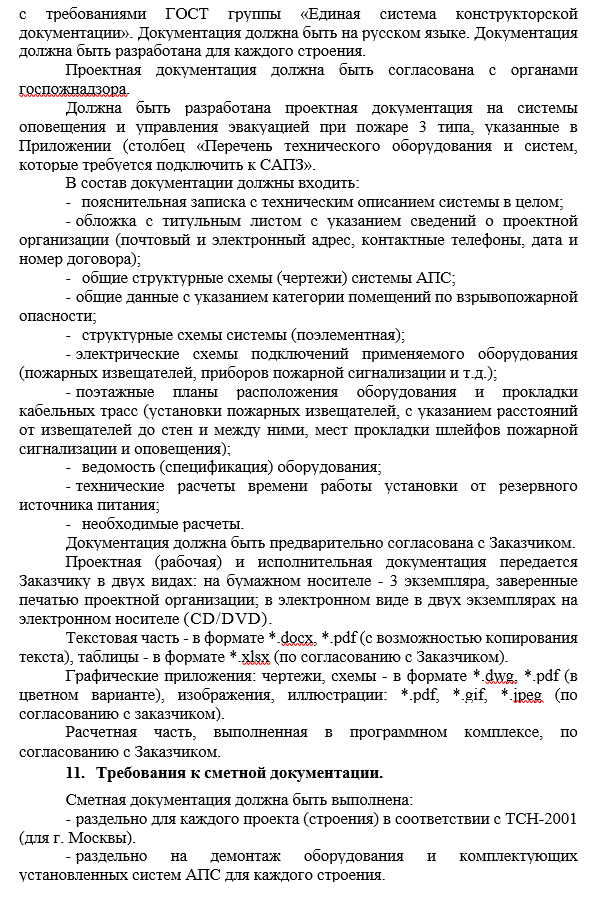 с требованиями ГОСТ группы «Единая система конструкторской
документации». Документация должна быть на русском языке. Документация
должна быть разработана для каждого строения.
Проектная документация должна быть согласована с органами
госпожнадзора.
Должна быть разработана проектная документация на системы
оповещения и управления эвакуацией при пожаре 3 типа, указанные в
Приложении (столбец «Перечень технического оборудования и систем,
которые требуется подключить к САПЗ».
В состав документации должны входить:
- пояснительная записка с техническим описанием системы в целом;
- обложка с титульным листом с указанием сведений о проектной
организации (почтовый и электронный адрес, контактные телефоны, дата и
номер договора);
- общие структурные схемы (чертежи) системы АПС;
- общие данные с указанием категории помещений по взрывопожарной
опасности;
- структурные схемы системы (поэлементная);
- электрические схемы подключений применяемого оборудования
(пожарных извещателей, приборов пожарной сигнализации и т.д.);
- поэтажные планы расположения оборудования и прокладки
кабельных трасс (установки пожарных извещателей, с указанием расстояний
от извещателей до стен и между ними, мест прокладки шлейфов пожарной
сигнализации и оповещения);
- ведомость (спецификация) оборудования;
- технические расчеты времени работы установки от резервного
источника питания;
- необходимые расчеты.
Документация должна быть предварительно согласована с Заказчиком.
Проектная (рабочая) и исполнительная документация передается
Заказчику в двух видах: на бумажном носителе - 3 экземпляра, заверенные
печатью проектной организации; в электронном виде в двух экземплярах на
электронном носителе (CD/DVD).
Текстовая часть - в формате *.docx, *.pdf (с возможностью копирования
текста), таблицы - в формате *.xlsx (по согласованию с Заказчиком).
Графические приложения: чертежи, схемы - в формате *.dwg, *.pdf (в
цветном варианте), изображения, иллюстрации: *.pdf, *.gif, *.jpeg (по
согласованию с заказчиком).
Расчетная часть, выполненная в программном комплексе, по
согласованию с Заказчиком.
11. Требования к сметной документации.
Сметная документация должна быть выполнена:
- раздельно для каждого проекта (строения) в соответствии с ТСН-2001
(для г. Москвы).
- раздельно на демонтаж оборудования и комплектующих
установленных систем АПС для каждого строения.